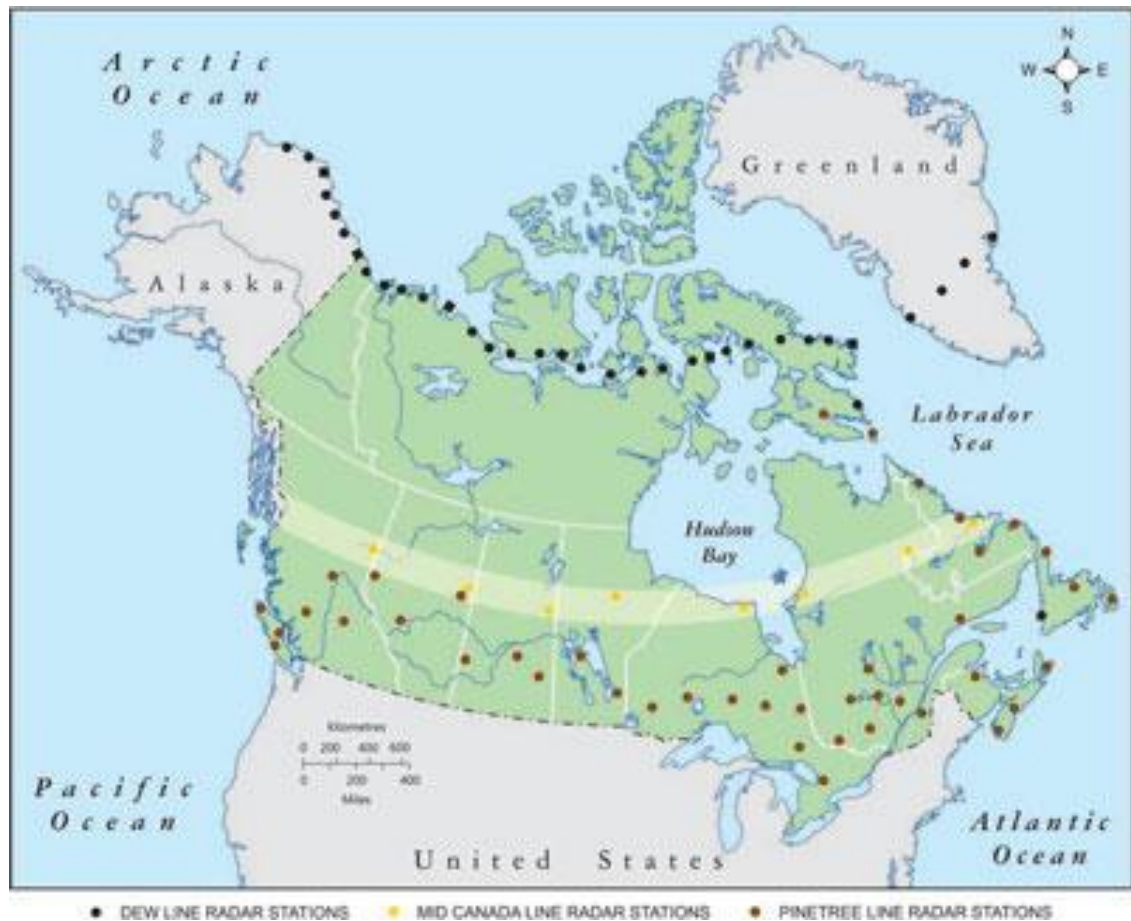 Arctic
Ocean
N
W E
S
Greenland
Alaska
Labrador
Sea
Hudson
Bay
Kilometres
0 200 400 600
0 200 400
Miles
Pacific
Ocean
Atlantic
Ocean
United States
DEW LINE RADAR STATIONS MID CANADA LINE RADAR STATIONS PINETREE LINE RADAR STATIONS